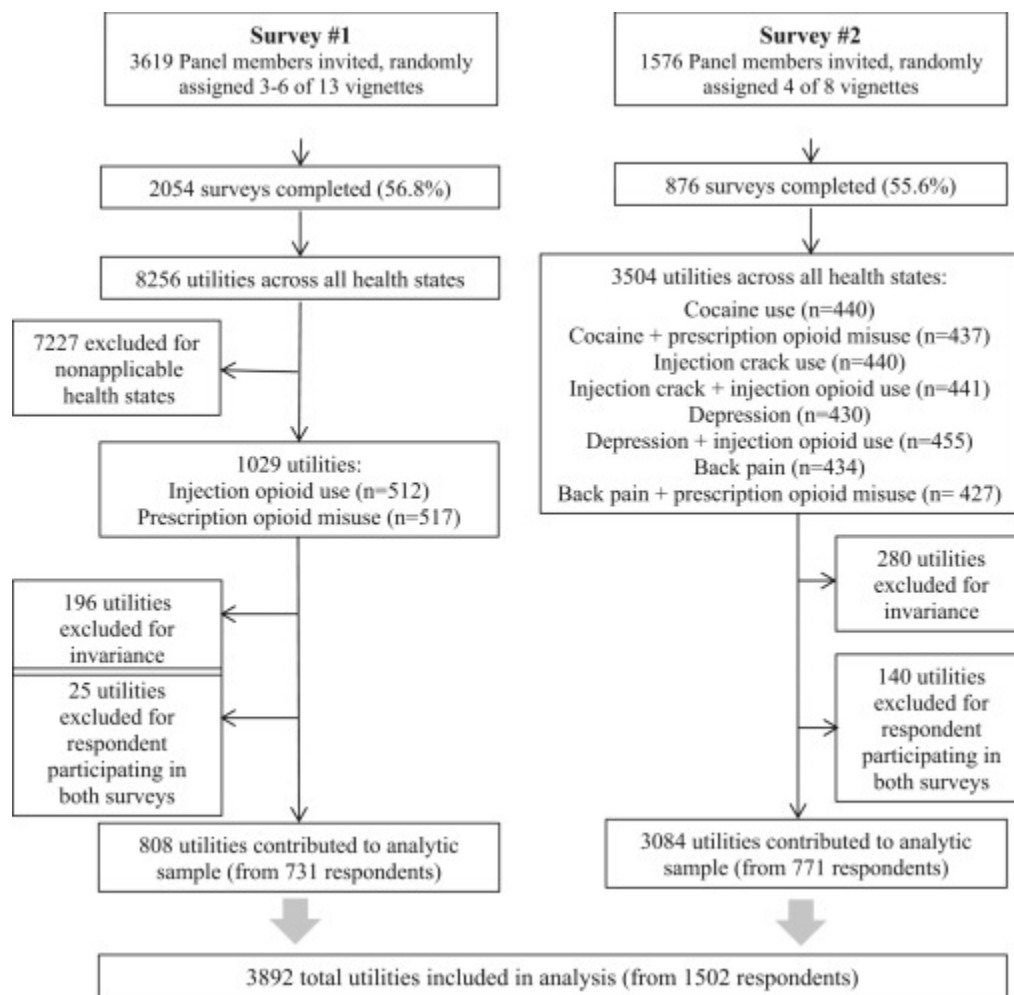 Survey #1
3619 Panel members invited, randomly
assigned 3-6 of 13 vignettes
2054 surveys completed (56.8%)
8256 utilities across all health states
7227 excluded for
nonapplicable
health states
1029 utilities:
Injection opioid use (n=512)
Prescription opioid misuse (n=517)
196 utilities
excluded for
invariance
25 utilities
excluded for
respondent
participating in
both surveys
808 utilities contributed to analytic
sample (from 731 respondents)
Survey #2
1576 Panel members invited, randomly
assigned 4 of 8 vignettes
876 surveys completed (55.6%)
3504 utilities across all health states:
Cocaine use (n=440)
Cocaine + prescription opioid misuse (n=437)
Injection crack use (n=440)
Injection crack + injection opioid use (n=441)
Depression (n=430)
Depression + injection opioid use (n=455)
Back pain (n=434)
Back pain + prescription opioid misuse (n= 427)
280 utilities
excluded for
invariance
140 utilities
excluded for
respondent
participating in
both surveys
3084 utilities contributed to analytic
sample (from 771 respondents)
3892 total utilities included in analysis (from 1502 respondents)